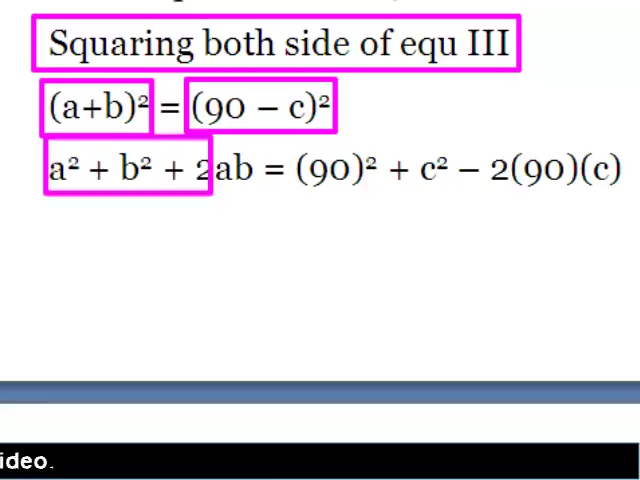 Squaring both side of equ III
(a+b)² = (90 – c)²
a² + b² + 2ab = (90)² + c² – 2(90)(c)
ideo.